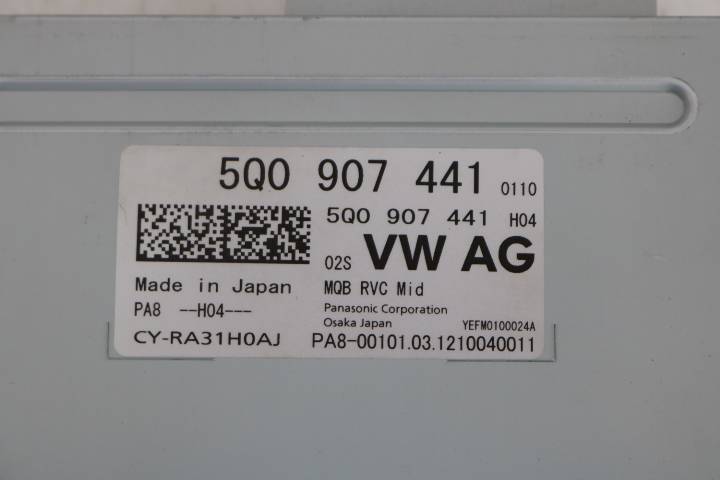 5Q0 907 441 0110
5Q0 907 441 H04
02S VW AG
Made in Japan MQB RVC Mid
PA8 --H04--- Panasonic Corporation
Osaka Japan YEFM0100024A
CY-RA31H0AJ PA8-00101.03.1210040011